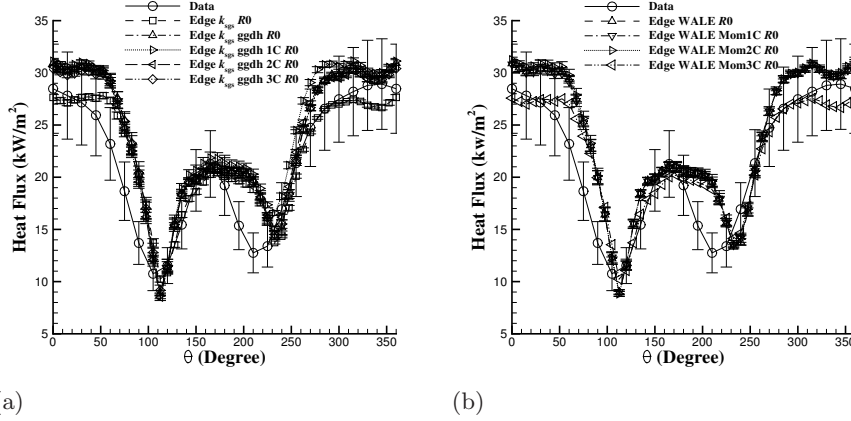 Data
Edge k_sgs R0
Edge k_sgs ggdh R0
Edge k_sgs ggdh 1C R0
Edge k_sgs ggdh 2C R0
Edge k_sgs ggdh 3C R0
35
30
25
20
15
10
5
Heat Flux (kW/m²)
0 50 100 150 200 250 300 350
θ (Degree)
Data
Edge WALE R0
Edge WALE Mom1C R0
Edge WALE Mom2C R0
Edge WALE Mom3C R0
35
30
25
20
15
10
5
Heat Flux (kw/m²)
0 50 100 150 200 250 300 350
θ (Degree)
(a)
(b)